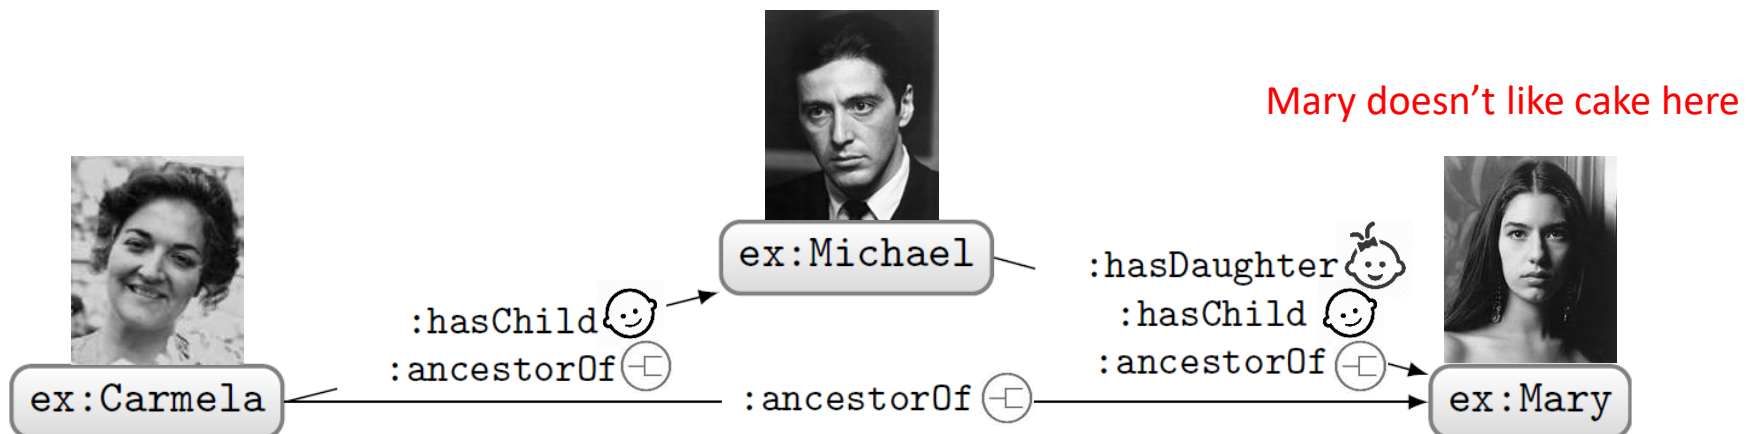 Mary doesn’t like cake here
ex:Michael
:hasDaughter
:hasChild
:hasChild
:ancestorOf
:ancestorOf
ex:Carmela
:ancestorOf
ex:Mary